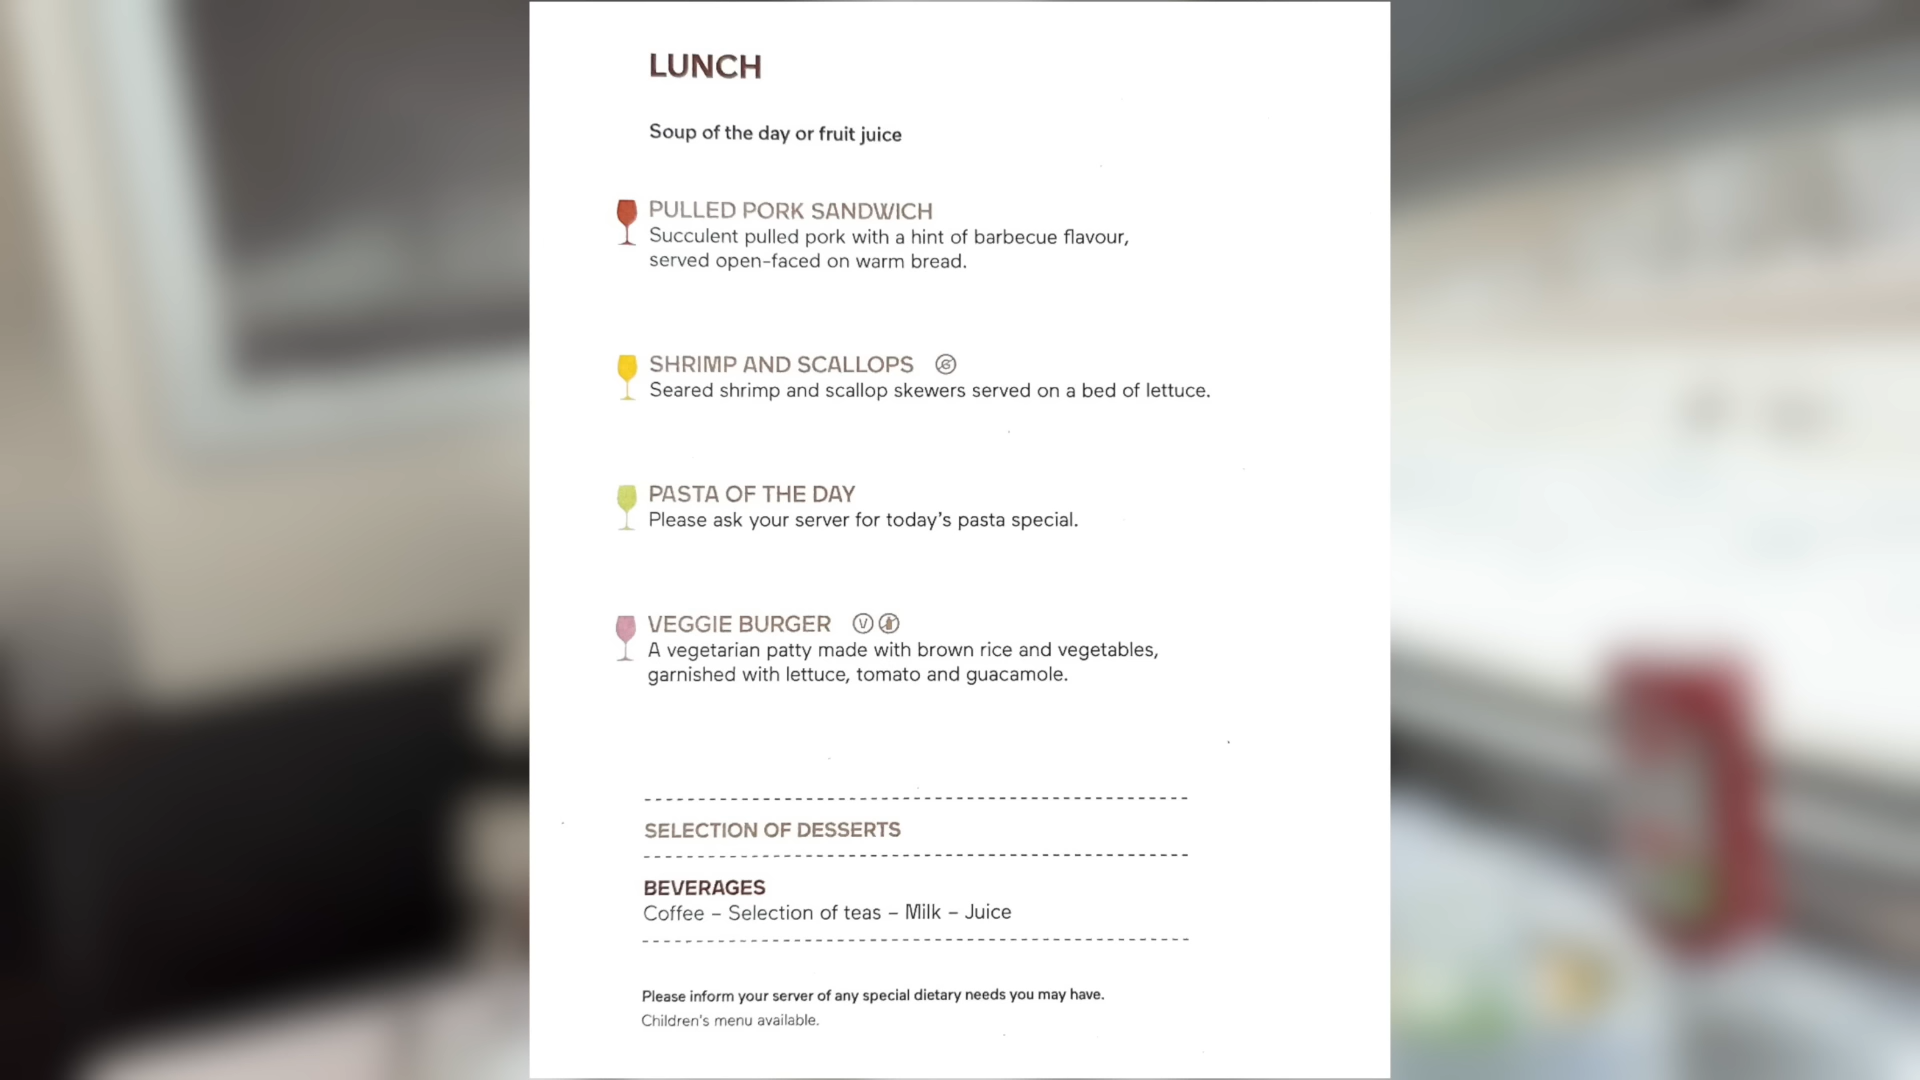 LUNCH
Soup of the day or fruit juice
PULLED PORK SANDWICH
Succulent pulled pork with a hint of barbecue flavour,
served open-faced on warm bread.
SHRIMP AND SCALLOPS G
Seared shrimp and scallop skewers served on a bed of lettuce.
PASTA OF THE DAY
Please ask your server for today's pasta special.
VEGGIE BURGER V
A vegetarian patty made with brown rice and vegetables,
garnished with lettuce, tomato and guacamole.
SELECTION OF DESSERTS
BEVERAGES
Coffee – Selection of teas – Milk – Juice
Please inform your server of any special dietary needs you may have.
Children's menu available.